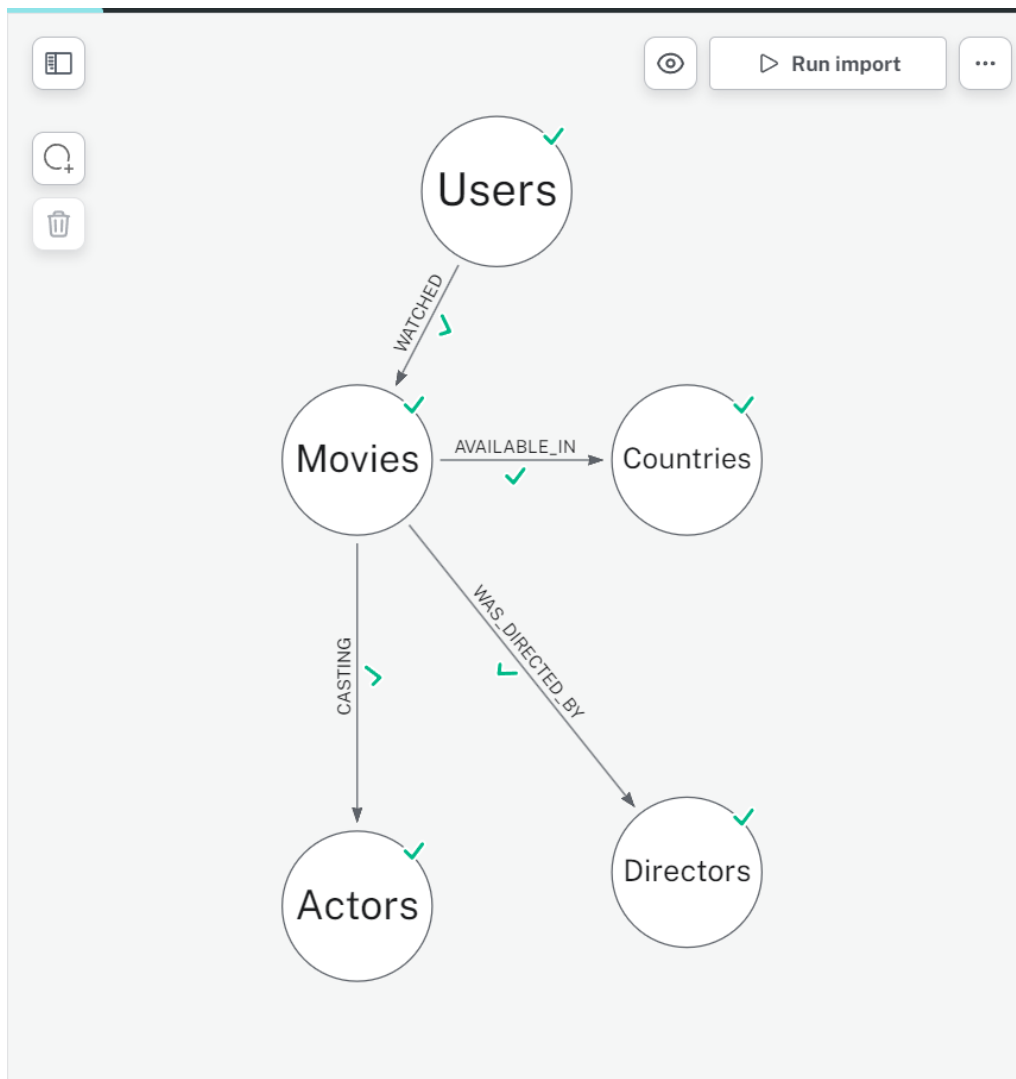 Run import
Users
WATCHED
Movies
AVAILABLE_IN
Countries
WAS_DIRECTED_BY
CASTING
Actors
Directors